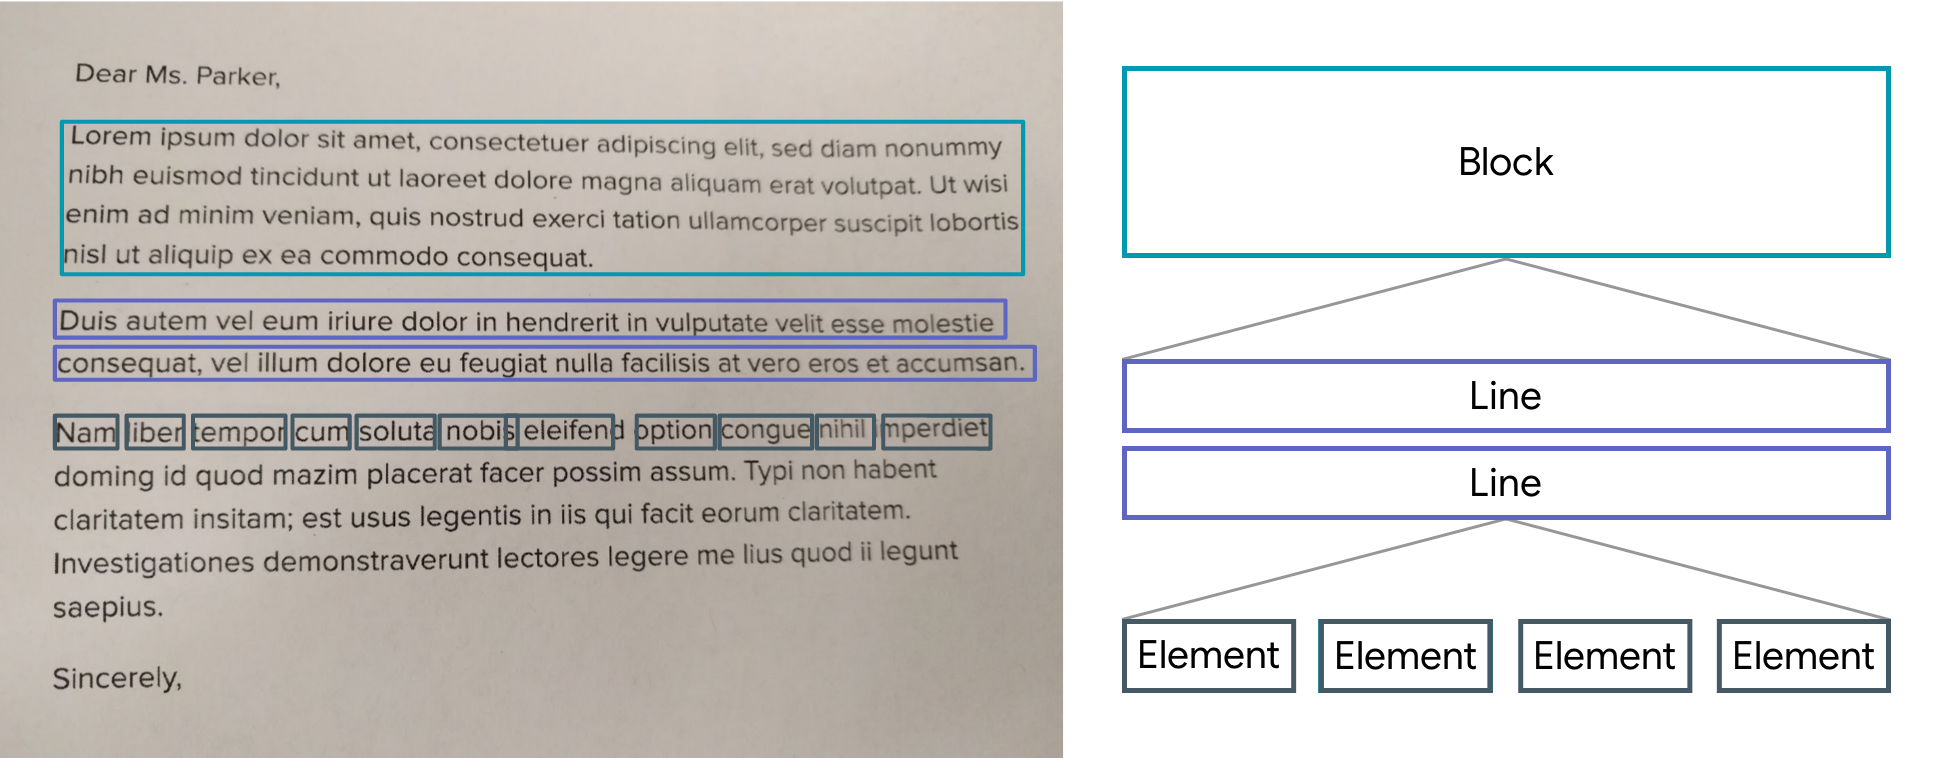 Dear Ms. Parker,
Lorem ipsum dolor sit amet, consectetuer adipiscing elit, sed diam nonummy
nibh euismod tincidunt ut laoreet dolore magna aliquam erat volutpat. Ut wisi
enim ad minim veniam, quis nostrud exerci tation ullamcorper suscipit lobortis
nisl ut aliquip ex ea commodo consequat.
Duis autem vel eum iriure dolor in hendrerit in vulputate velit esse molestie
consequat, vel illum dolore eu feugiat nulla facilisis at vero eros et accumsan.
Nam liber tempor cum soluta nobis eleifend option congue nihil imperdiet
doming id quod mazim placerat facer possim assum. Typi non habent
claritatem insitam; est usus legentis in iis qui facit eorum claritatem.
Investigationes demonstraverunt lectores legere me lius quod ii legunt
saepius.
Sincerely,
Block
Line
Line
Element Element Element Element